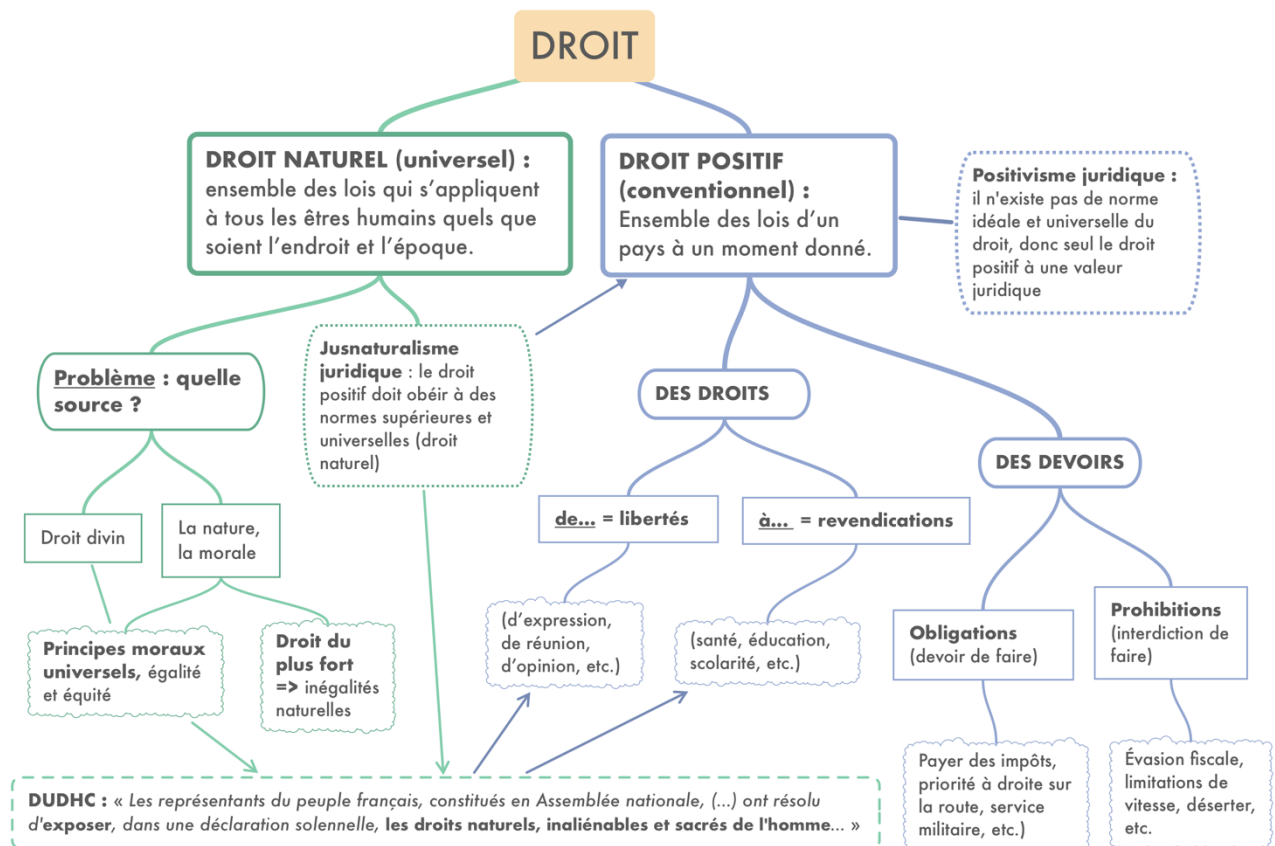 DROIT
DROIT NATUREL (universel) :
ensemble des lois qui s'appliquent
à tous les êtres humains quels que
soient l'endroit et l'époque.
DROIT POSITIF
(conventionnel) :
Ensemble des lois d'un
pays à un moment donné.
Positivisme juridique :
il n'existe pas de norme
idéale et universelle du
droit, donc seul le droit
positif à une valeur
juridique
Problème : quelle
source ?
Jusnaturalisme
juridique : le droit
positif doit obéir à des
normes supérieures et
universelles (droit
naturel)
DES DROITS
DES DEVOIRS
Droit divin
La nature,
la morale
de... = libertés
à... = revendications
Principes moraux
universels, égalité
et équité
Droit du
plus fort
=> inégalités
naturelles
(d'expression,
de réunion,
d'opinion, etc.)
(santé, éducation,
scolarité, etc.)
Obligations
(devoir de faire)
Prohibitions
(interdiction de
faire)
Payer des impôts,
priorité à droite sur
la route, service
militaire, etc.)
Évasion fiscale,
limitations de
vitesse, déserter,
etc.
DUDHC : « Les représentants du peuple français, constitués en Assemblée nationale, (...) ont résolu
d'exposer, dans une déclaration solennelle, les droits naturels, inaliénables et sacrés de l'homme... »